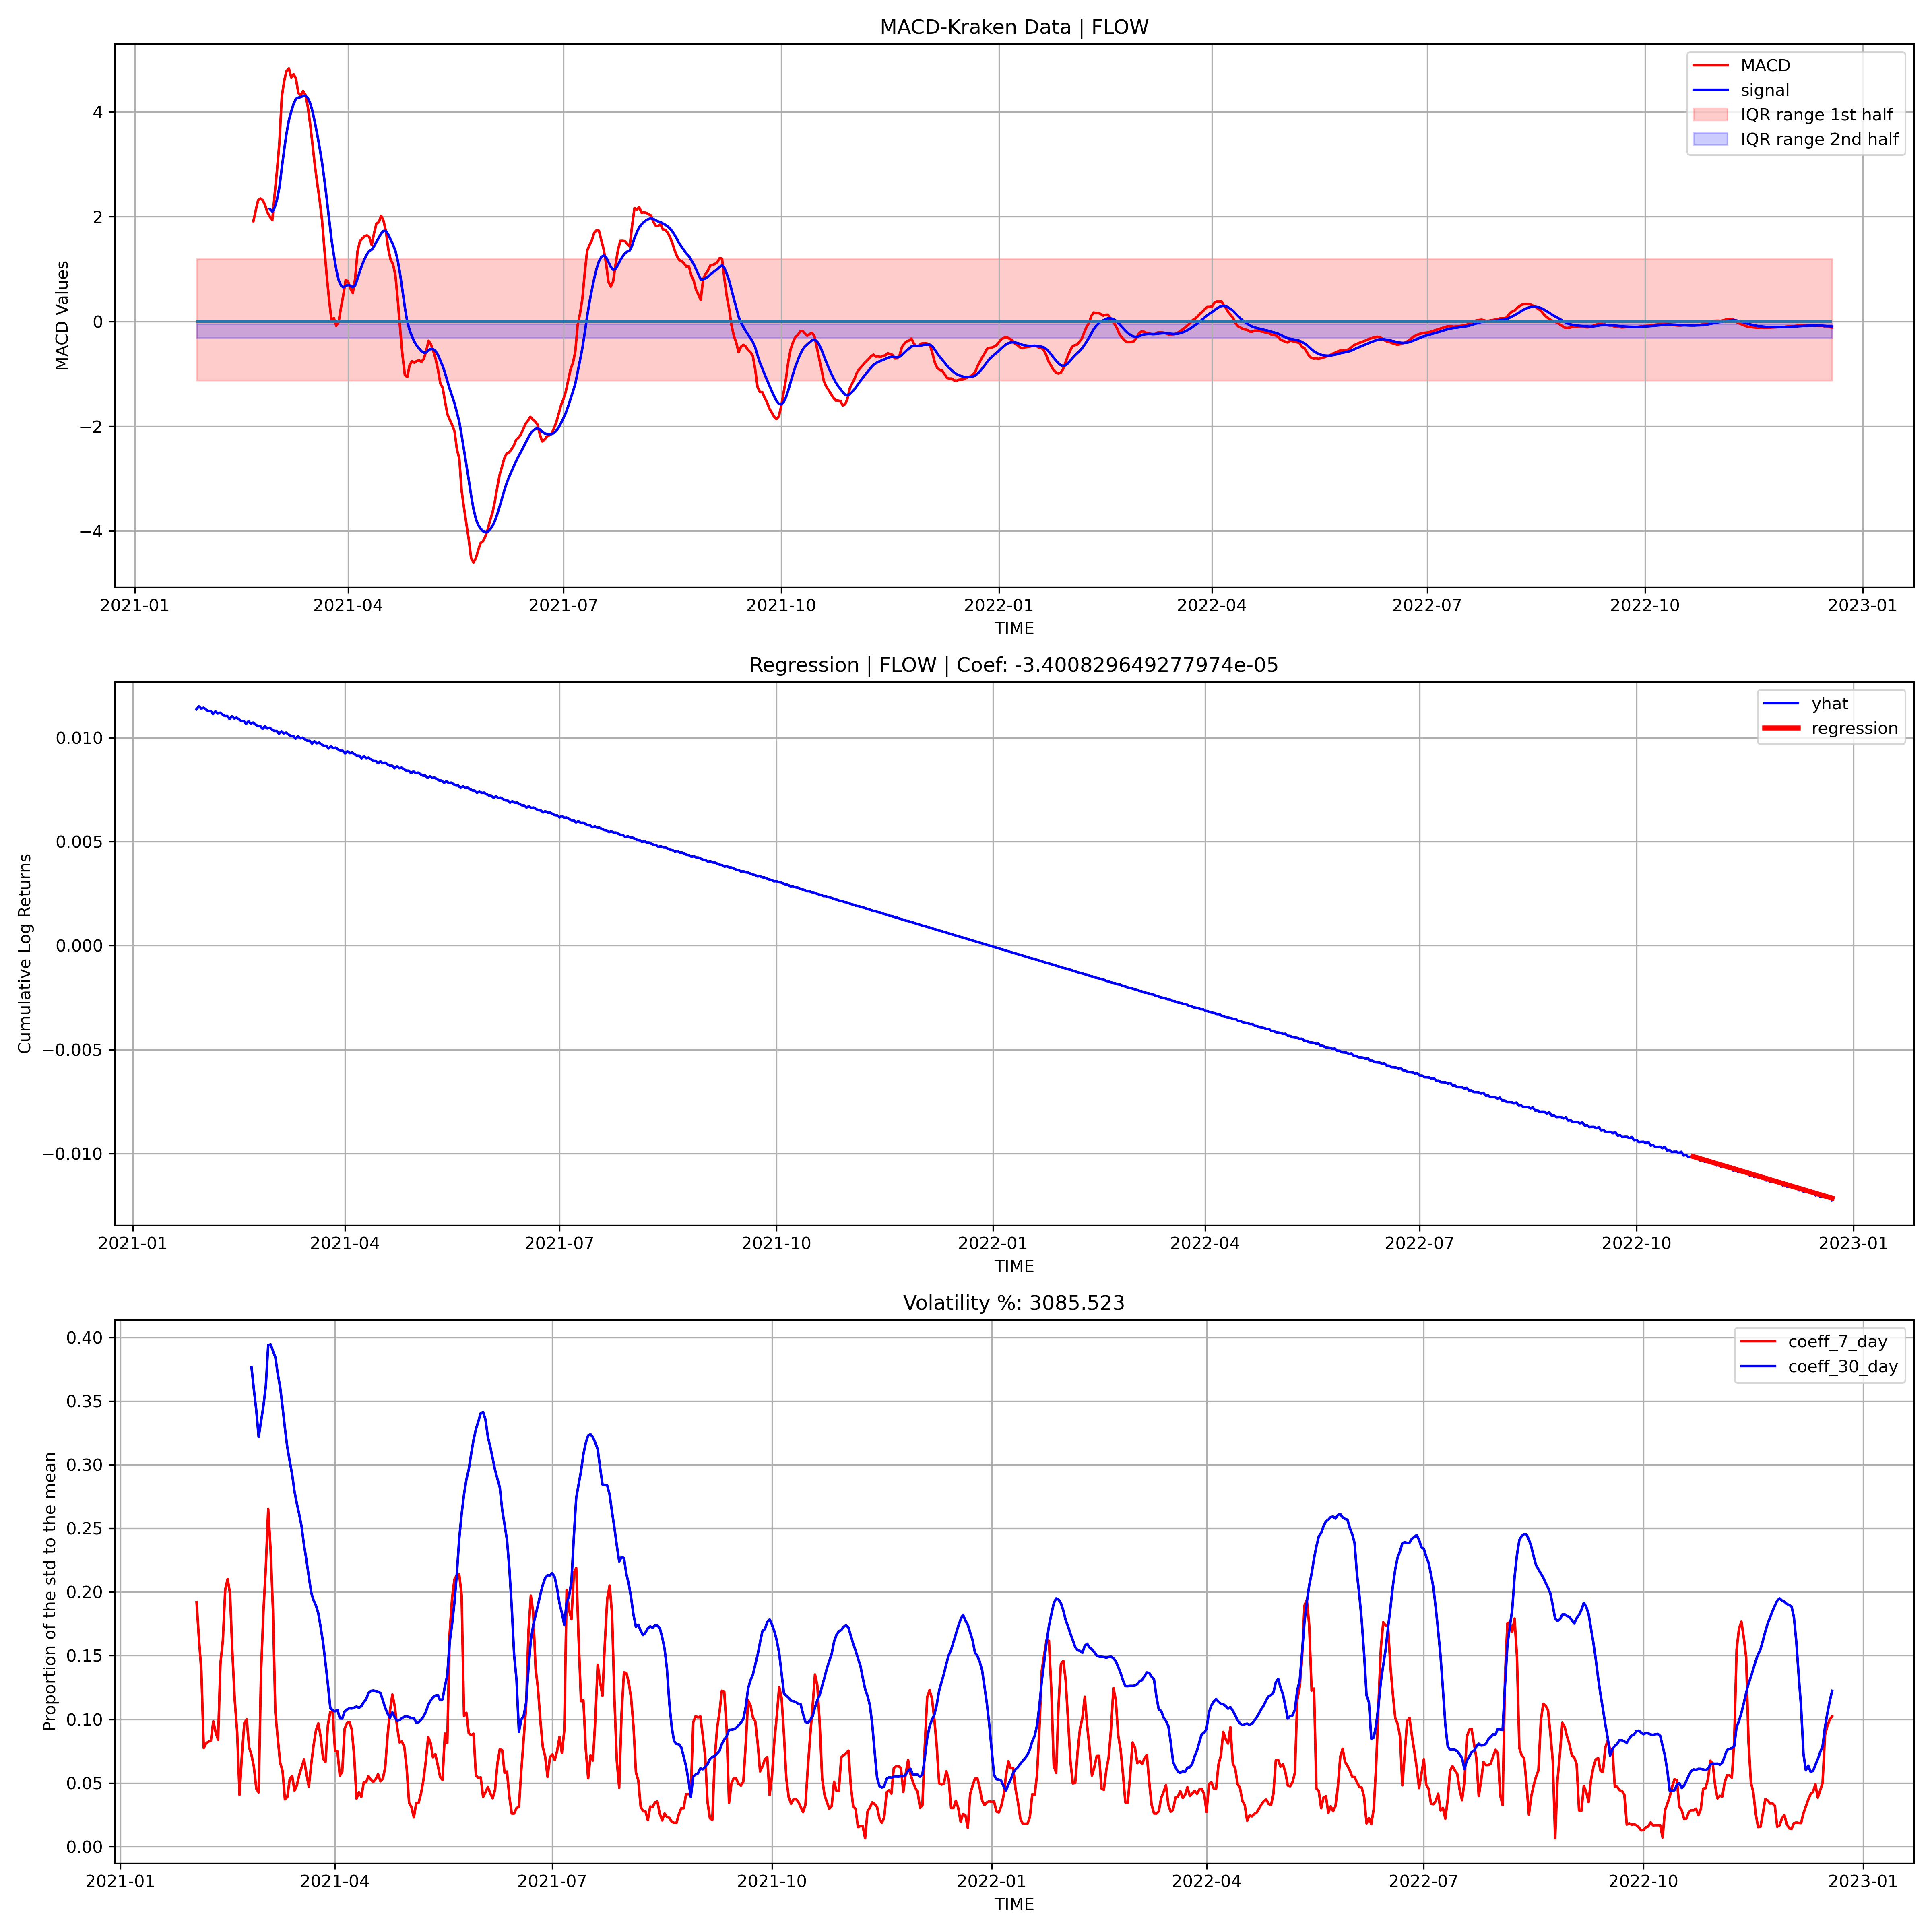 MACD-Kraken Data | FLOW
MACD
signal
IQR range 1st half
IQR range 2nd half
4
2
0
−2
−4
MACD Values
2021-01 2021-04 2021-07 2021-10 2022-01 2022-04 2022-07 2022-10 2023-01
TIME
Regression | FLOW | Coef: -3.400829649277974e-05
yhat
regression
0.010
0.005
0.000
−0.005
−0.010
Cumulative Log Returns
2021-01 2021-04 2021-07 2021-10 2022-01 2022-04 2022-07 2022-10 2023-01
TIME
Volatility %: 3085.523
coeff_7_day
coeff_30_day
0.40
0.35
0.30
0.25
0.20
0.15
0.10
0.05
0.00
Proportion of the std to the mean
2021-01 2021-04 2021-07 2021-10 2022-01 2022-04 2022-07 2022-10 2023-01
TIME